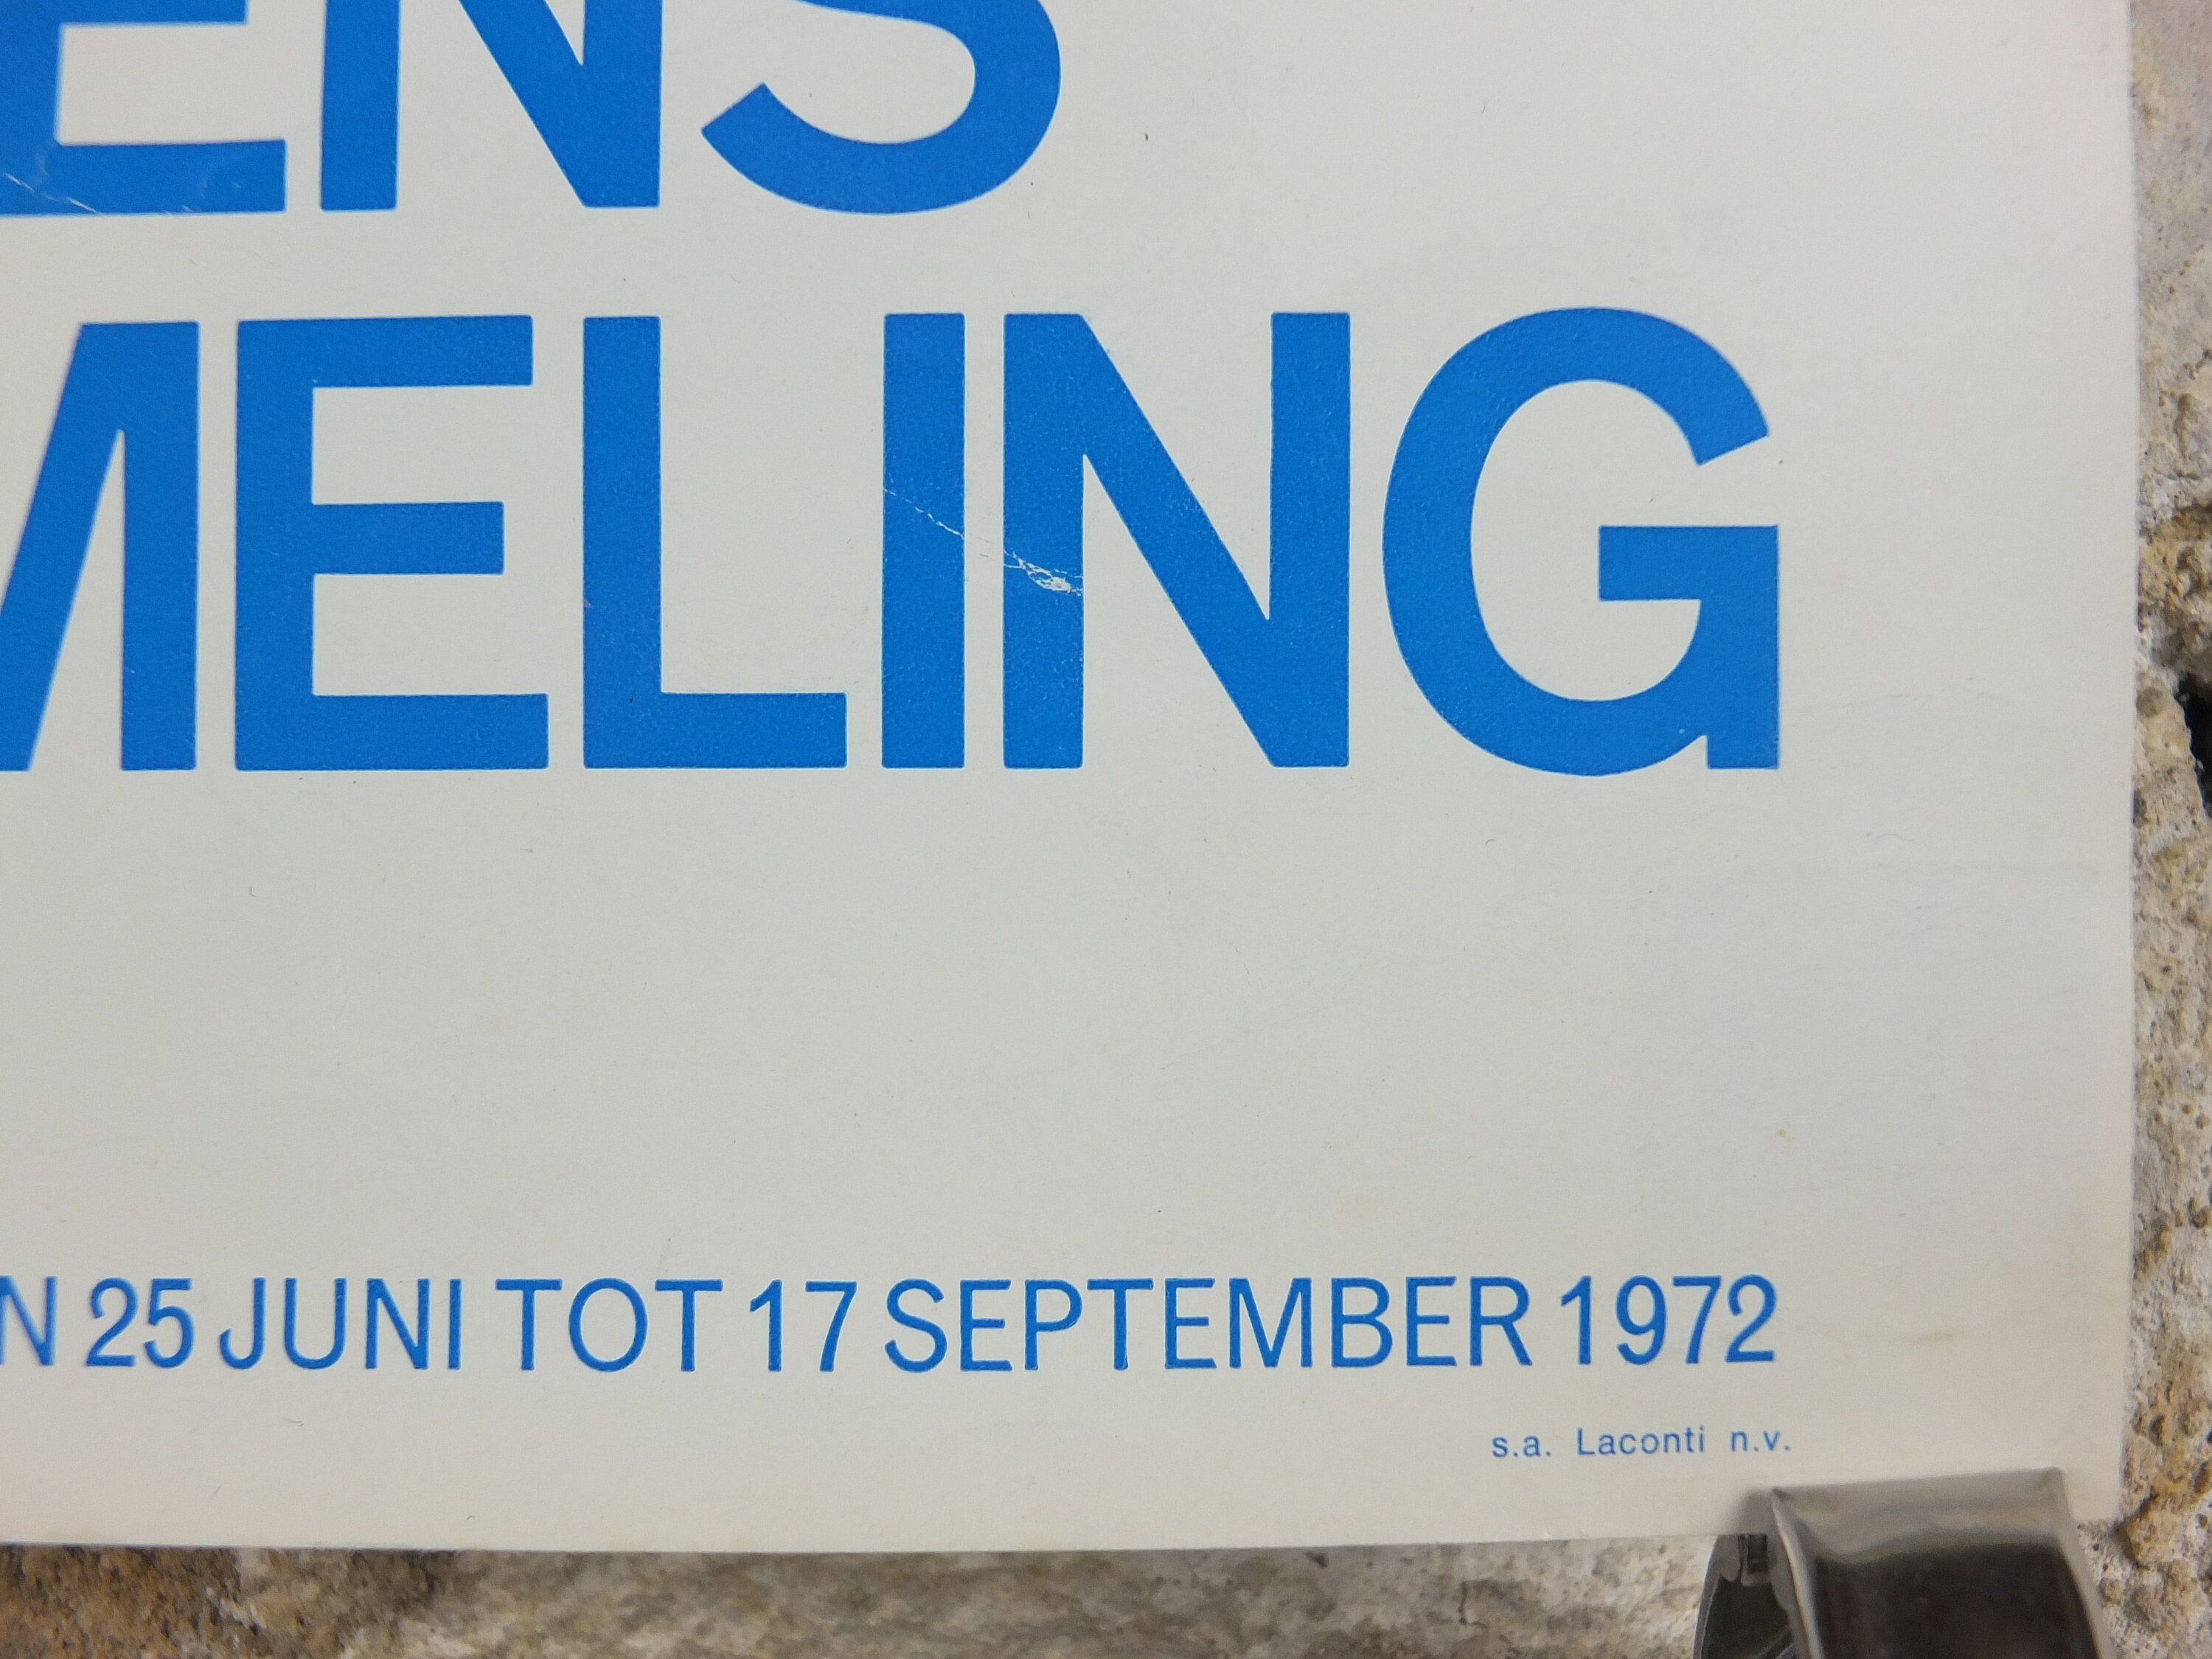 ENS
MELING
N 25 JUNI TOT 17 SEPTEMBER 1972
s.a. Laconti n.v.